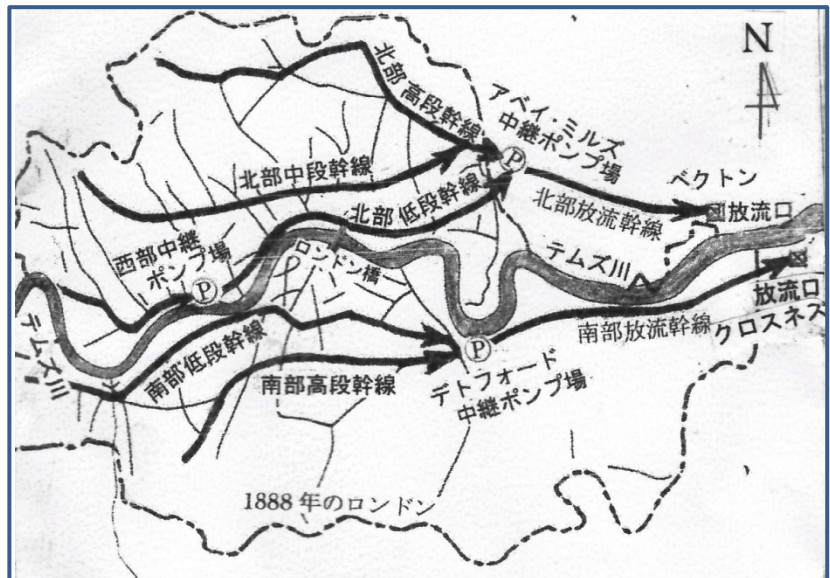 N
北部高段幹線
アベイ・ミルズ
中継ポンプ場
P
北部中段幹線
北部低段幹線
北部放流幹線
ベクトン
放流口
西部中継
ポンプ場
P
ロンドン橋
テムズ川
放流口
クロスネス
テムズ川
南部低段幹線
南部高段幹線
P
南部放流幹線
デトフォード
中継ポンプ場
1888年のロンドン